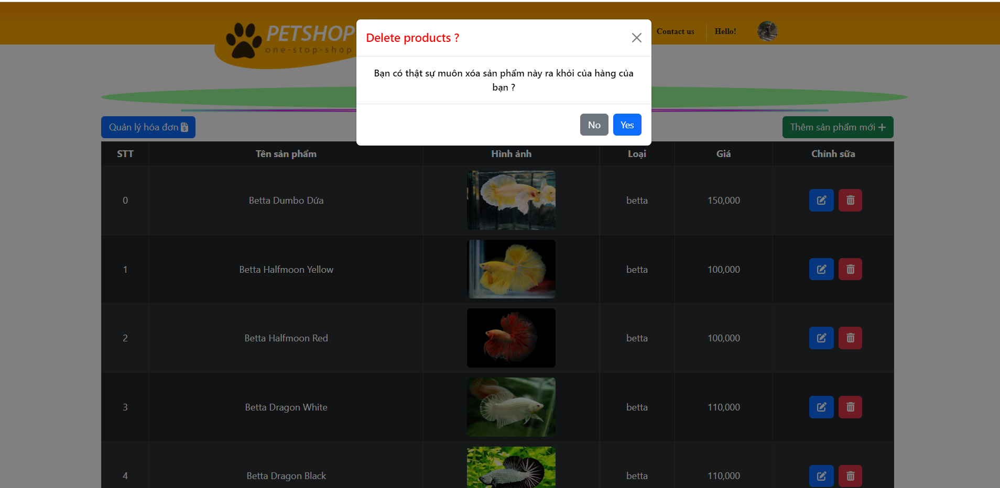 PETSHOP
one-stop-shop
Contact us
Hello!
Delete products ?
Bạn có thật sự muôn xóa sản phẩm này ra khỏi của hàng của
bạn ?
No
Yes
Quản lý hóa đơn
Thêm sản phẩm mới
STT Tên sản phẩm Hình ảnh Loại Giá Chỉnh sữa
0 Betta Dumbo Dứa betta 150,000
1 Betta Halfmoon Yellow betta 100,000
2 Betta Halfmoon Red betta 100,000
3 Betta Dragon White betta 110,000
4 Betta Dragon Black betta 110,000